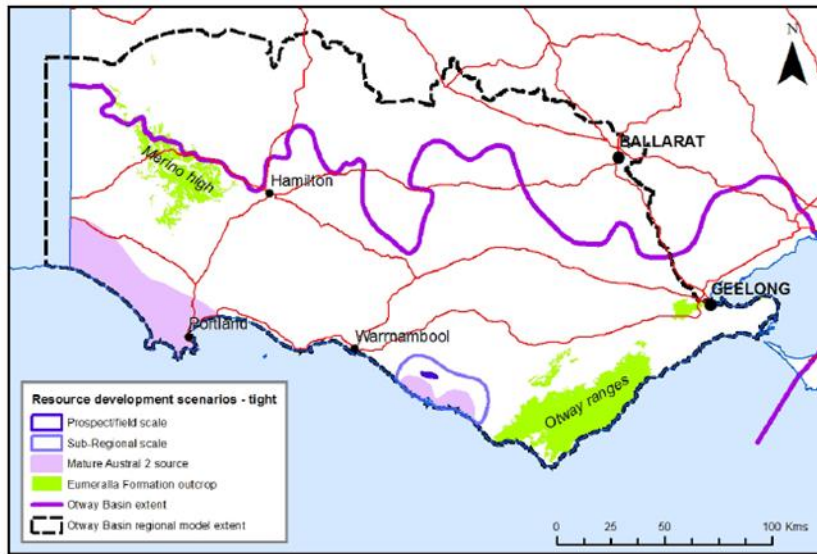 N
BALLARAT
Merino high
Hamilton
GEELONG
Portland
Warrnambool
Otway ranges
Resource development scenarios - tight
Prospect/field scale
Sub-Regional scale
Mature Austral 2 source
Eumeralla Formation outcrop
Otway Basin extent
Otway Basin regional model extent
0 25 50 75 100 Kms